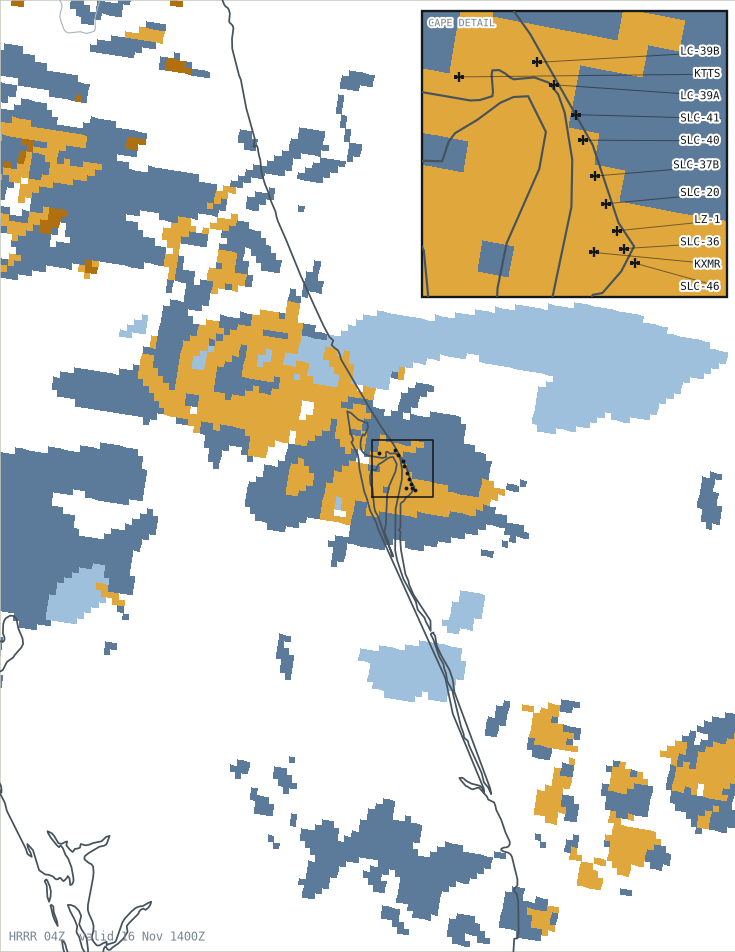 CAPE DETAIL
LC-39B
KTTS
LC-39A
SLC-41
SLC-40
SLC-37B
SLC-20
LZ-1
SLC-36
KXMR
SLC-46
HRRR 04Z valid 16 Nov 1400Z